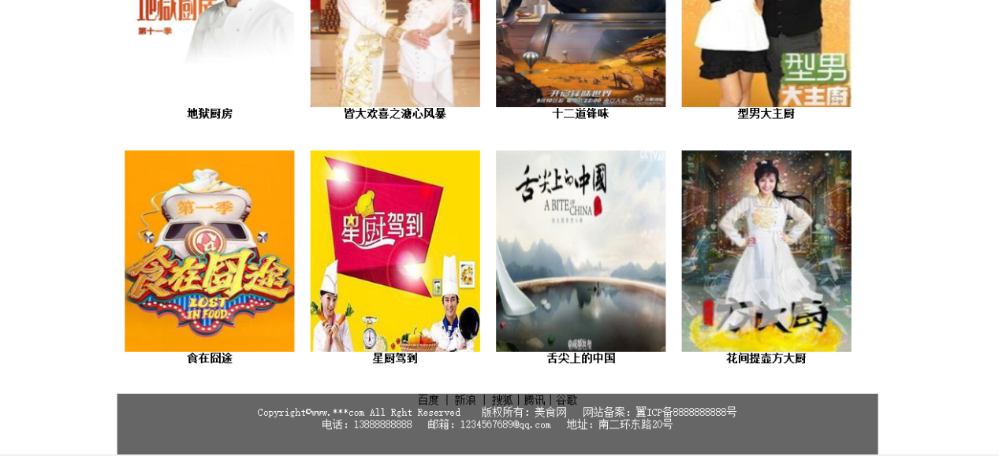 地獄厨房
第十一季
开启锋味世界
型男
大主厨
地狱厨房
皆大欢喜之溏心风暴
十二道锋味
型男大主厨
第一季
食在囧途
LOST
IN FOOD
星厨驾到
舌尖上的中國
A BITE OF
CHINA
方大厨
食在囧途
星厨驾到
舌尖上的中国
花间提壶方大厨
百度 | 新浪 | 搜狐 | 腾讯 | 谷歌
Copyright©www.***com All Rght Reserved 版权所有: 美食网 网站备案: 翼ICP备8888888888号
电话: 13888888888 邮箱: 1234567689@qq.com 地址: 南二环东路20号